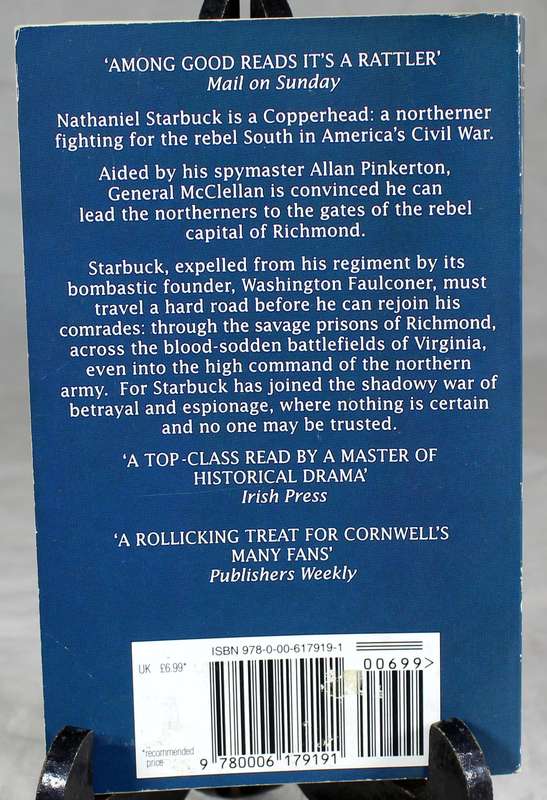 ‘AMONG GOOD READS IT’S A RATTLER’
Mail on Sunday
Nathaniel Starbuck is a Copperhead: a northerner
fighting for the rebel South in America’s Civil War.
Aided by his spymaster Allan Pinkerton,
General McClellan is convinced he can
lead the northerners to the gates of the rebel
capital of Richmond.
Starbuck, expelled from his regiment by its
bombastic founder, Washington Faulconer, must
travel a hard road before he can rejoin his
comrades: through the savage prisons of Richmond,
across the blood-sodden battlefields of Virginia,
even into the high command of the northern
army. For Starbuck has joined the shadowy war of
betrayal and espionage, where nothing is certain
and no one may be trusted.
‘A TOP-CLASS READ BY A MASTER OF
HISTORICAL DRAMA’
Irish Press
‘A ROLLICKING TREAT FOR CORNWELL’S
MANY FANS’
Publishers Weekly
ISBN 978-0-00-617919-1
UK £6.99*
00699>
*recommended
price
9 780006 179191